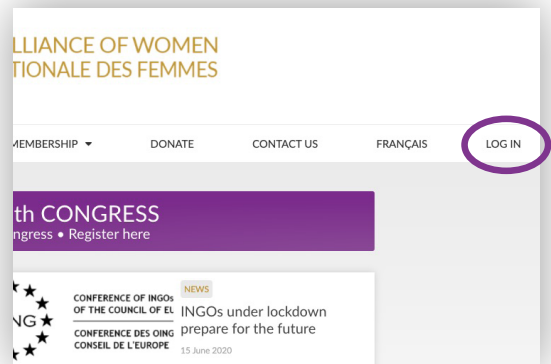 LLIANCE OF WOMEN
TIONALE DES FEMMES
MEMBERSHIP DONATE CONTACT US FRANÇAIS LOG IN
th CONGRESS
ngress • Register here
NG
CONFERENCE OF INGOs
OF THE COUNCIL OF EU
CONFERENCE DES OING
CONSEIL DE L'EUROPE
NEWS
INGOs under lockdown
prepare for the future
15 June 2020